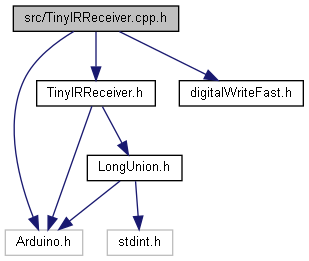 src/TinyIRReceiver.cpp.h
TinyIRReceiver.h
digitalWriteFast.h
LongUnion.h
Arduino.h
stdint.h